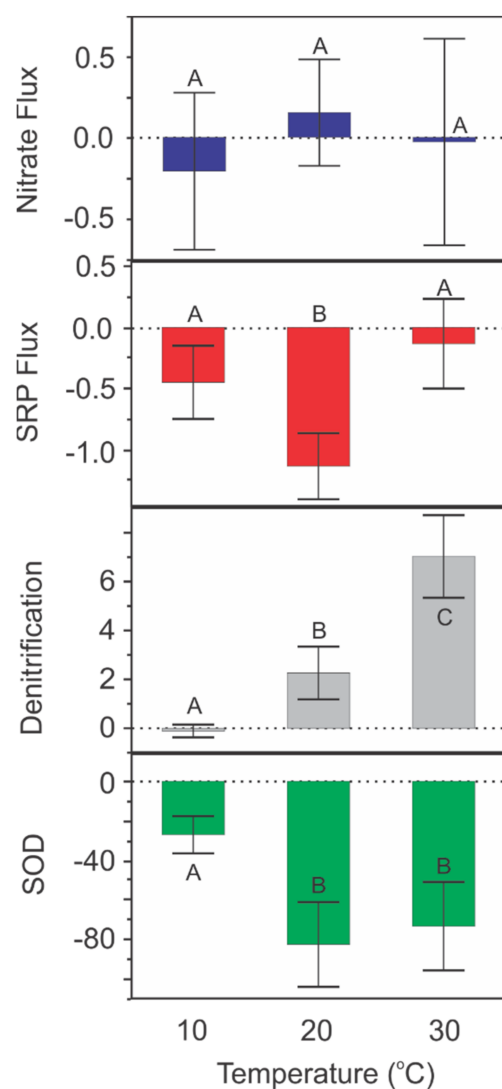 Nitrate Flux
0.5
0.0
-0.5
A
A
A
SRP Flux
0.5
0.0
-0.5
-1.0
A
B
A
Denitrification
6
4
2
0
A
B
C
SOD
0
-40
-80
A
B
B
10 20 30
Temperature (°C)